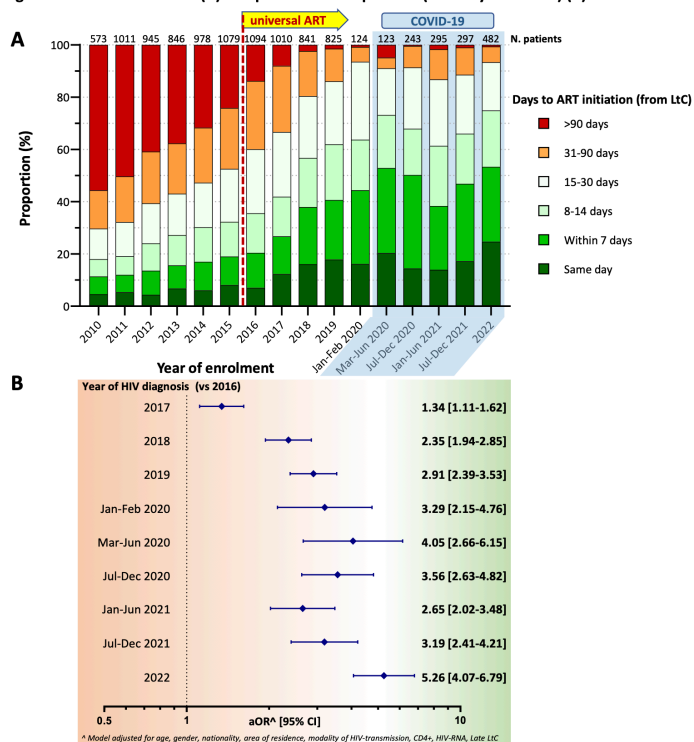 universal ART
COVID-19
A
573 1011 945 846 978 1079 1094 1010 841 825 124 123 243 295 297 482 N. patients
100
80
60
40
20
0
Proportion (%)
Days to ART initiation (from LtC)
>90 days
31-90 days
15-30 days
8-14 days
Within 7 days
Same day
2010 2011 2012 2013 2014 2015 2016 2017 2018 2019 Jan-Feb 2020 Mar-Jun 2020 Jul-Dec 2020 Jan-Jun 2021 Jul-Dec 2021 2022
Year of enrolment
B
Year of HIV diagnosis (vs 2016)
2017 1.34 [1.11-1.62]
2018 2.35 [1.94-2.85]
2019 2.91 [2.39-3.53]
Jan-Feb 2020 3.29 [2.15-4.76]
Mar-Jun 2020 4.05 [2.66-6.15]
Jul-Dec 2020 3.56 [2.63-4.82]
Jan-Jun 2021 2.65 [2.02-3.48]
Jul-Dec 2021 3.19 [2.41-4.21]
2022 5.26 [4.07-6.79]
0.5 1 10
aOR^ [95% CI]
^ Model adjusted for age, gender, nationality, area of residence, modality of HIV-transmission, CD4+, HIV-RNA, Late LtC